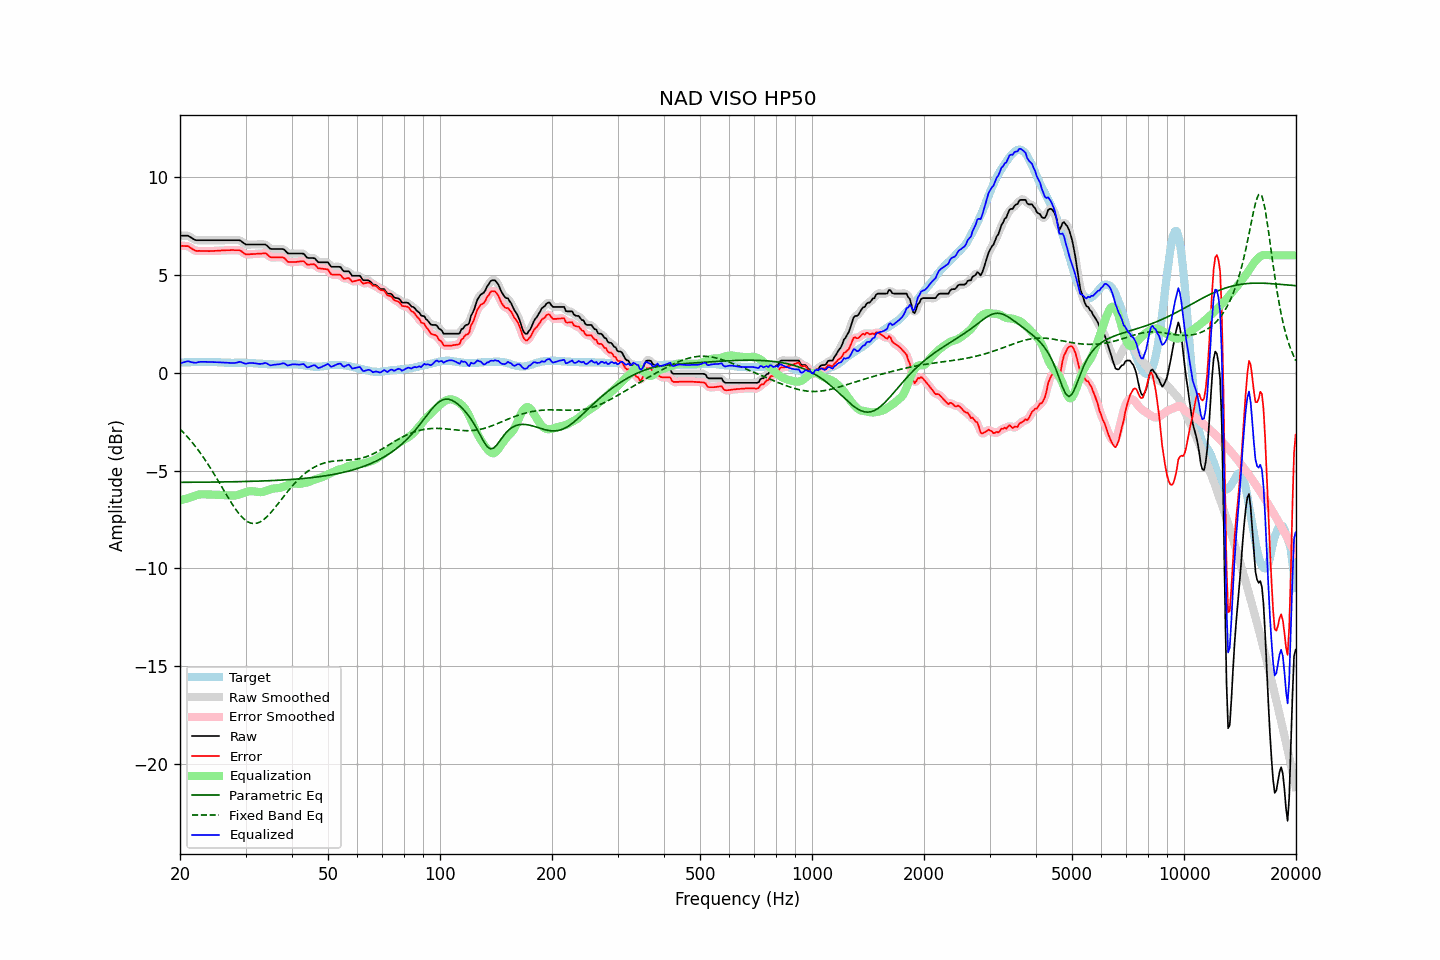 NAD VISO HP50
10
5
0
−5
−10
−15
−20
Amplitude (dBr)
Target
Raw Smoothed
Error Smoothed
Raw
Error
Equalization
Parametric Eq
Fixed Band Eq
Equalized
20 50 100 200 500 1000 2000 5000 10000 20000
Frequency (Hz)